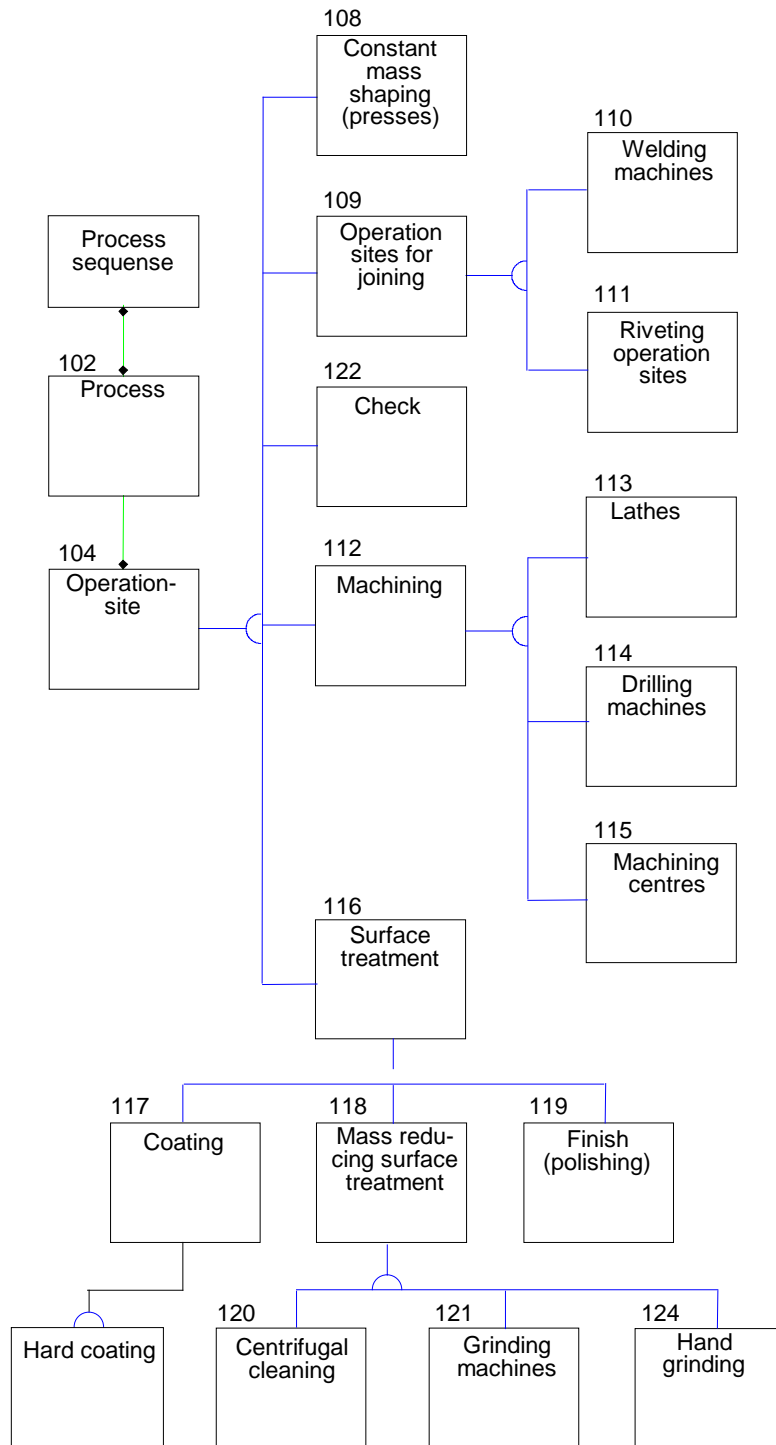 108
Constant
mass
shaping
(presses)
110
Welding
machines
109
Operation
sites for
joining
Process
sequense
111
Riveting
operation
sites
102
Process
122
Check
113
Lathes
104
Operation-
site
112
Machining
114
Drilling
machines
115
Machining
centres
116
Surface
treatment
117
Coating
118
Mass redu-
cing surface
treatment
119
Finish
(polishing)
Hard coating
120
Centrifugal
cleaning
121
Grinding
machines
124
Hand
grinding